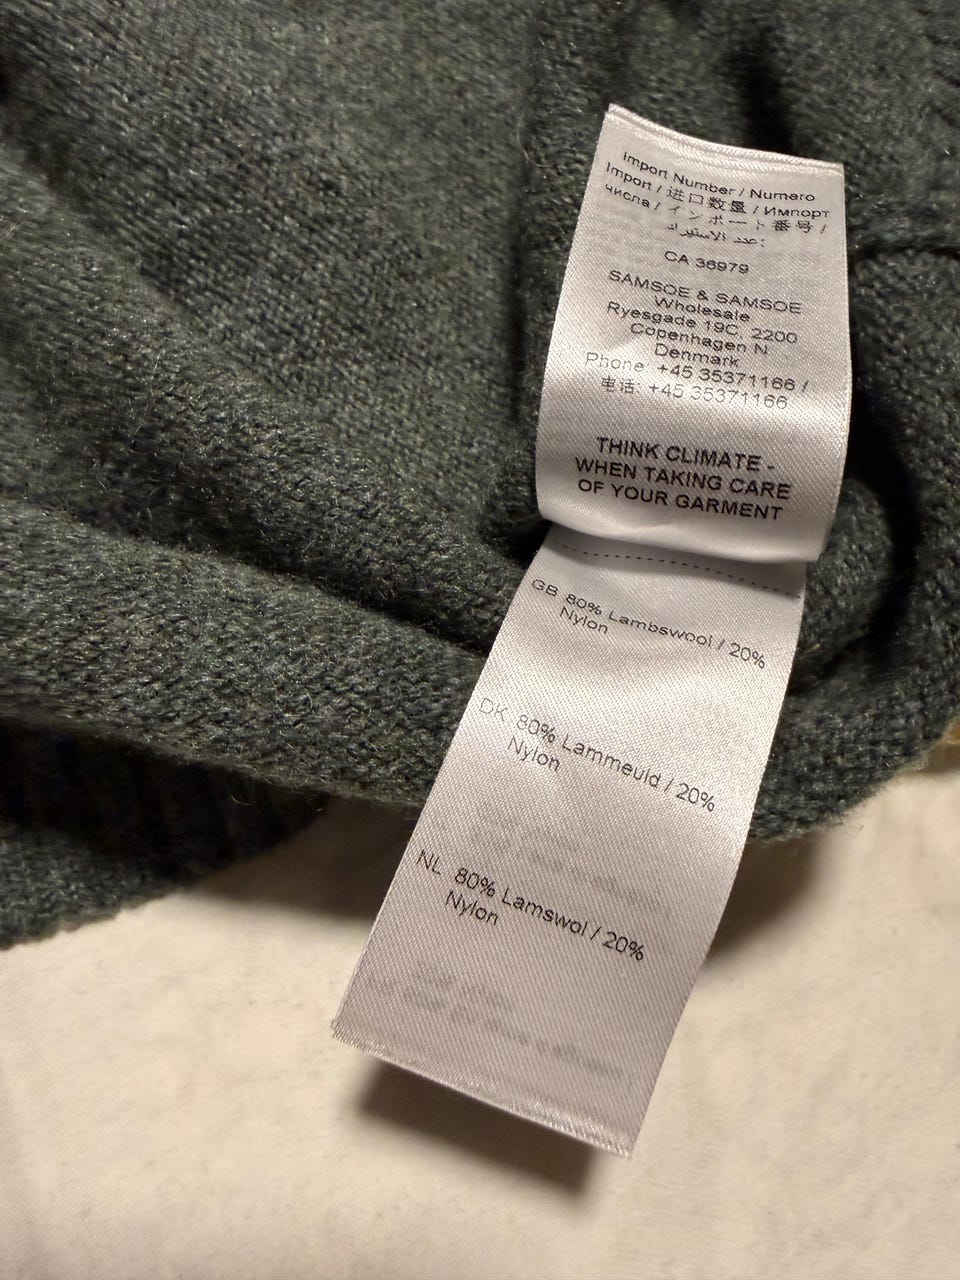 Import Number / Numero
Import / 进口数量 / Импорт
числа / インポート番号 /
عدد الاستيراد:
CA 36979
SAMSOE & SAMSOE
Wholesale
Ryesgade 19C, 2200
Copenhagen N
Denmark
Phone: +45 35371166 /
电话: +45 35371166
THINK CLIMATE -
WHEN TAKING CARE
OF YOUR GARMENT
GB 80% Lambswool / 20%
Nylon
DK 80% Lammeuld / 20%
Nylon
NL 80% Lamswol / 20%
Nylon